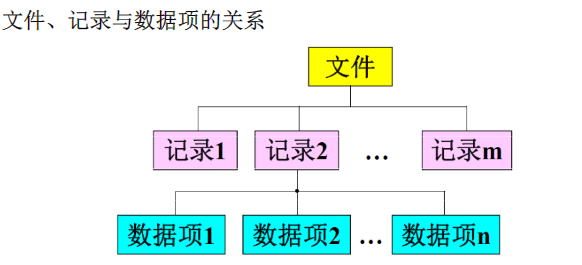 文件、记录与数据项的关系
文件
记录1 记录2 … 记录m
数据项1 数据项2 … 数据项n